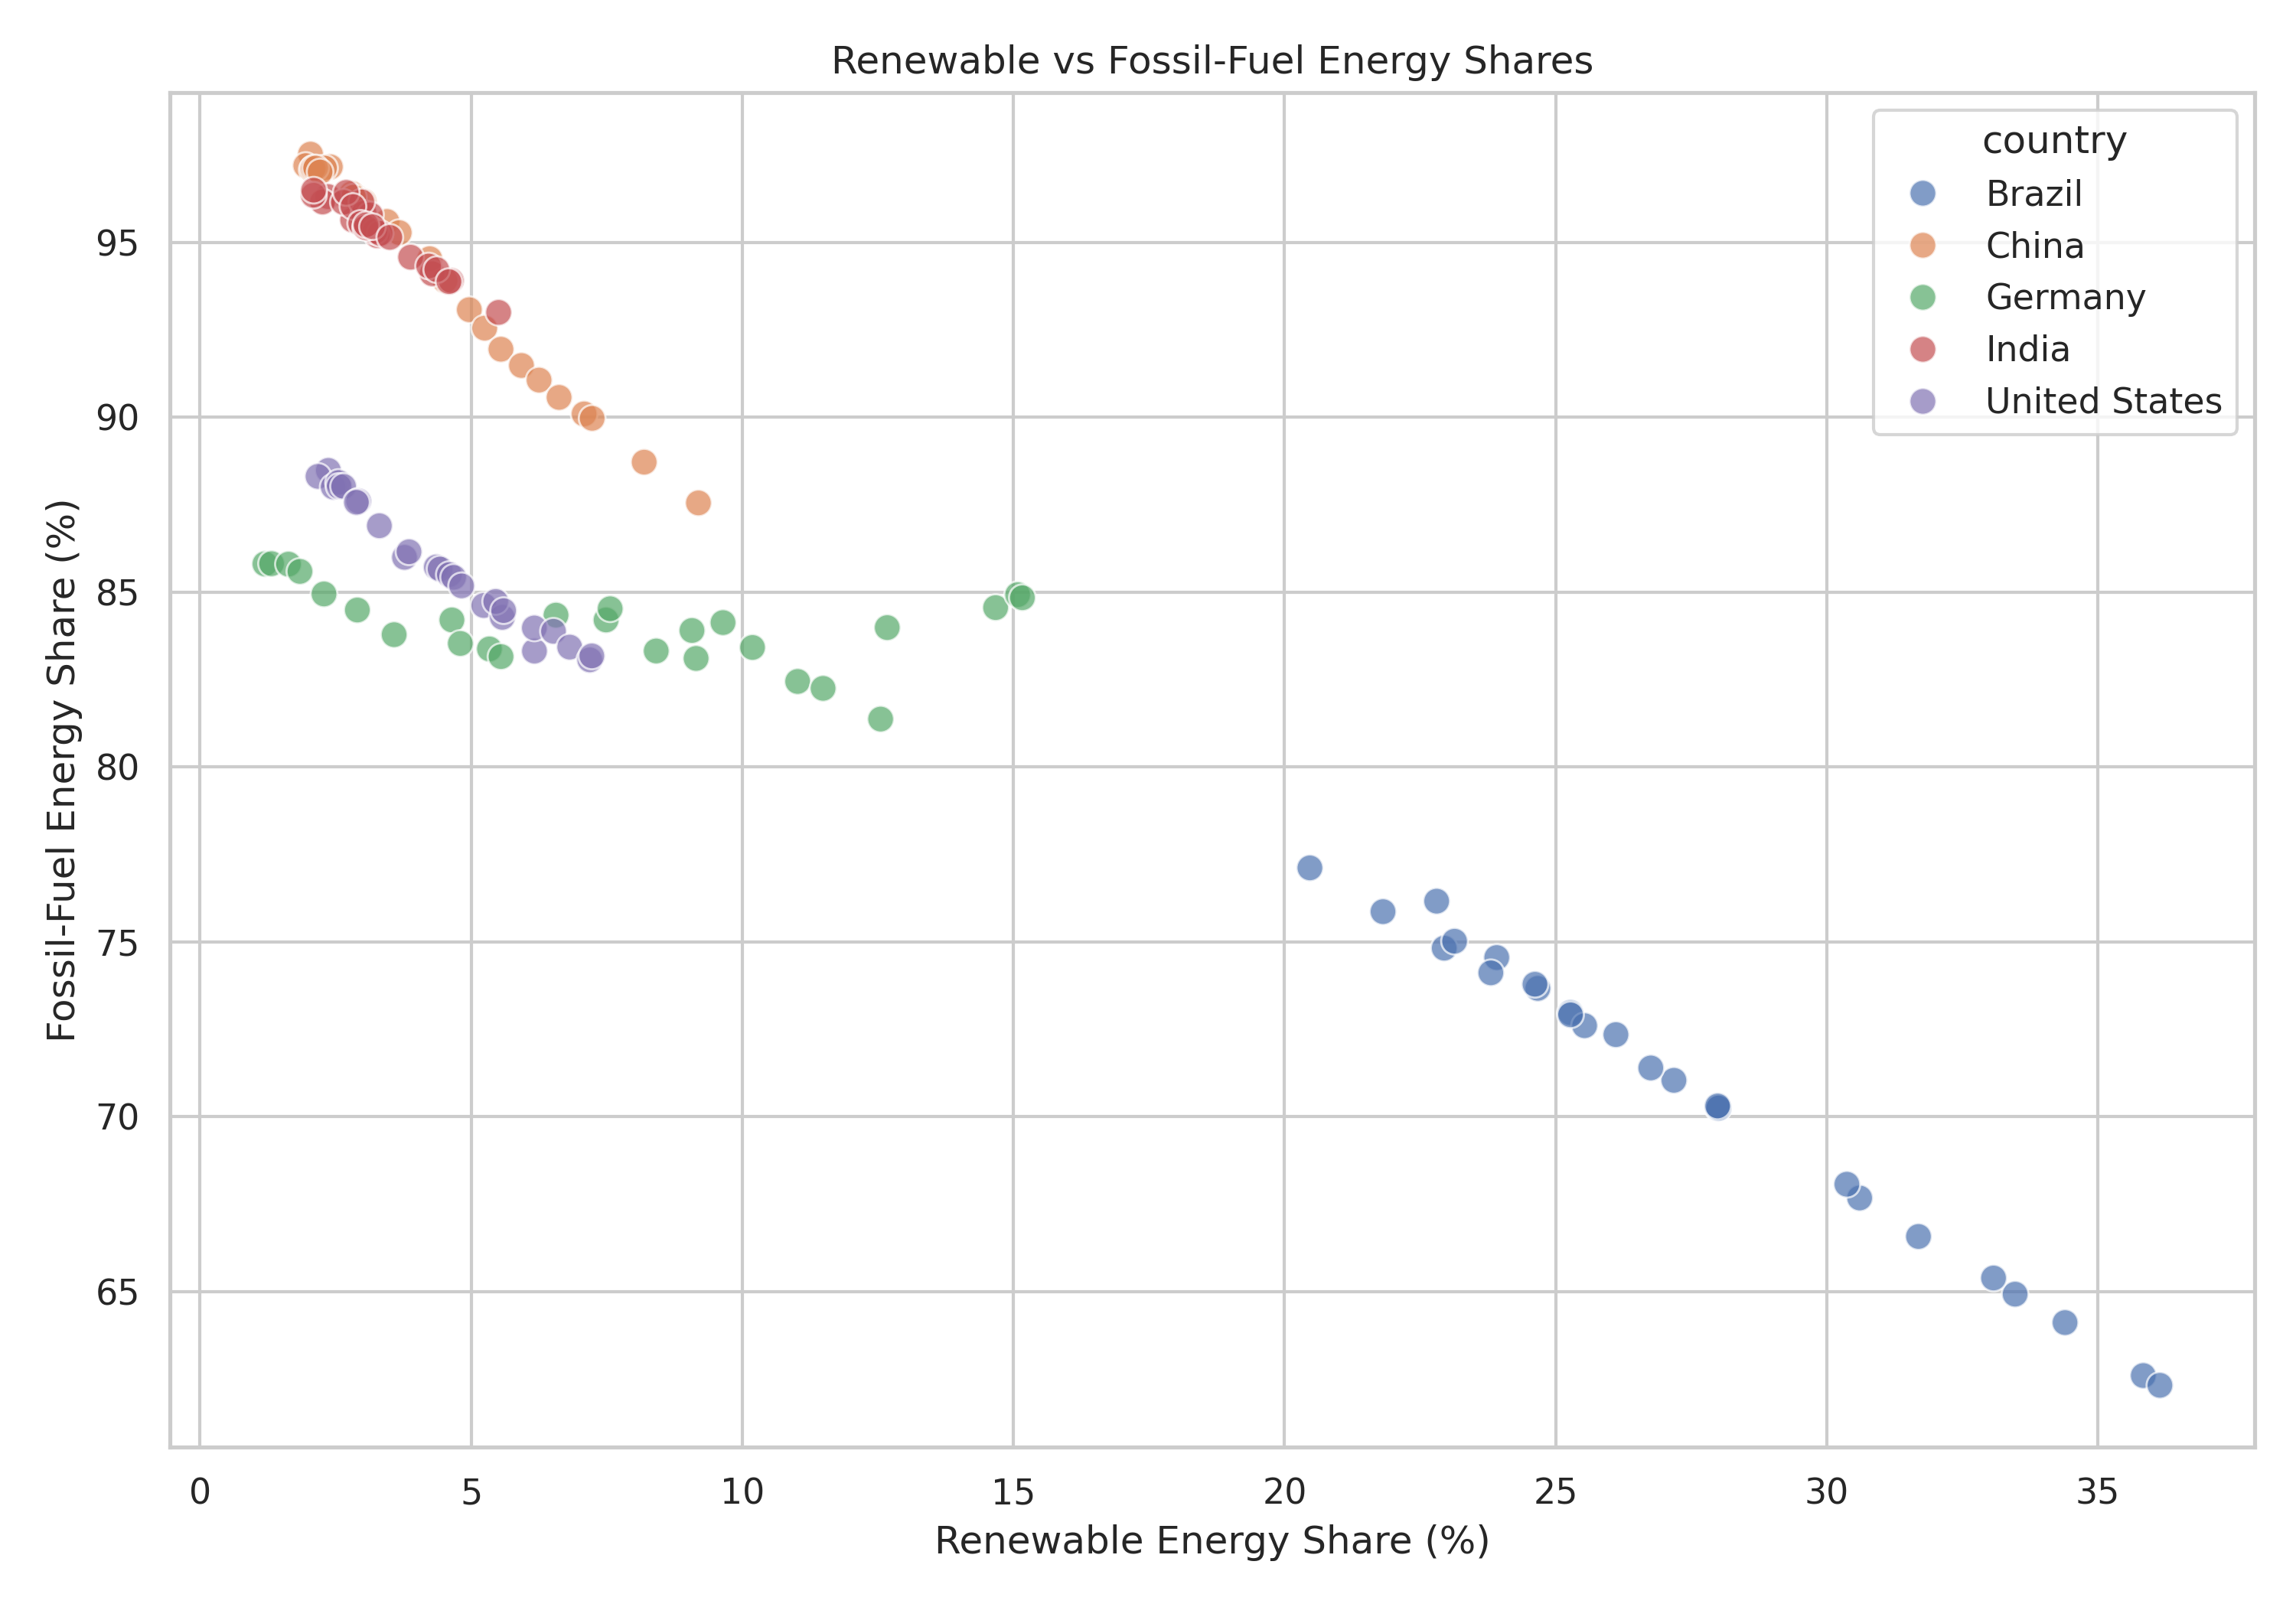 Renewable vs Fossil-Fuel Energy Shares
country
Brazil
China
Germany
India
United States
Fossil-Fuel Energy Share (%)
95
90
85
80
75
70
65
0 5 10 15 20 25 30 35
Renewable Energy Share (%)